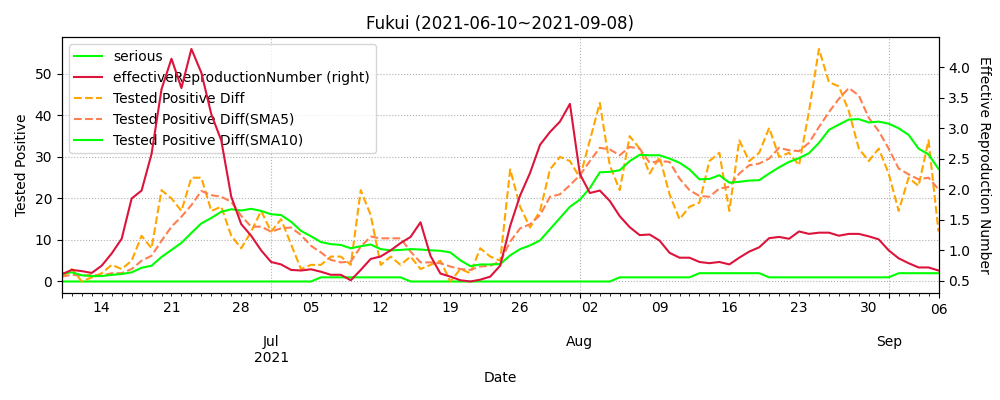 Fukui (2021-06-10~2021-09-08)
serious
effectiveReproductionNumber (right)
Tested Positive Diff
Tested Positive Diff(SMA5)
Tested Positive Diff(SMA10)
Tested Positive
50
40
30
20
10
0
4.0
3.5
3.0
2.5
2.0
1.5
1.0
0.5
Effective Reproduction Number
14 21 28 05 12 19 26 02 09 16 23 30 06
Jul Aug Sep
2021
Date